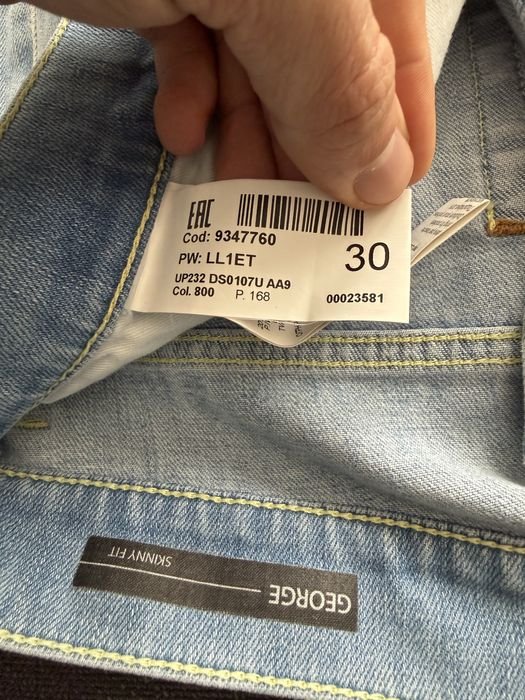 EAC
Cod: 9347760
PW: LL1ET
30
UP232 DS0107U AA9
Col. 800 P. 168 00023581
GEORGE
SKINNY FIT